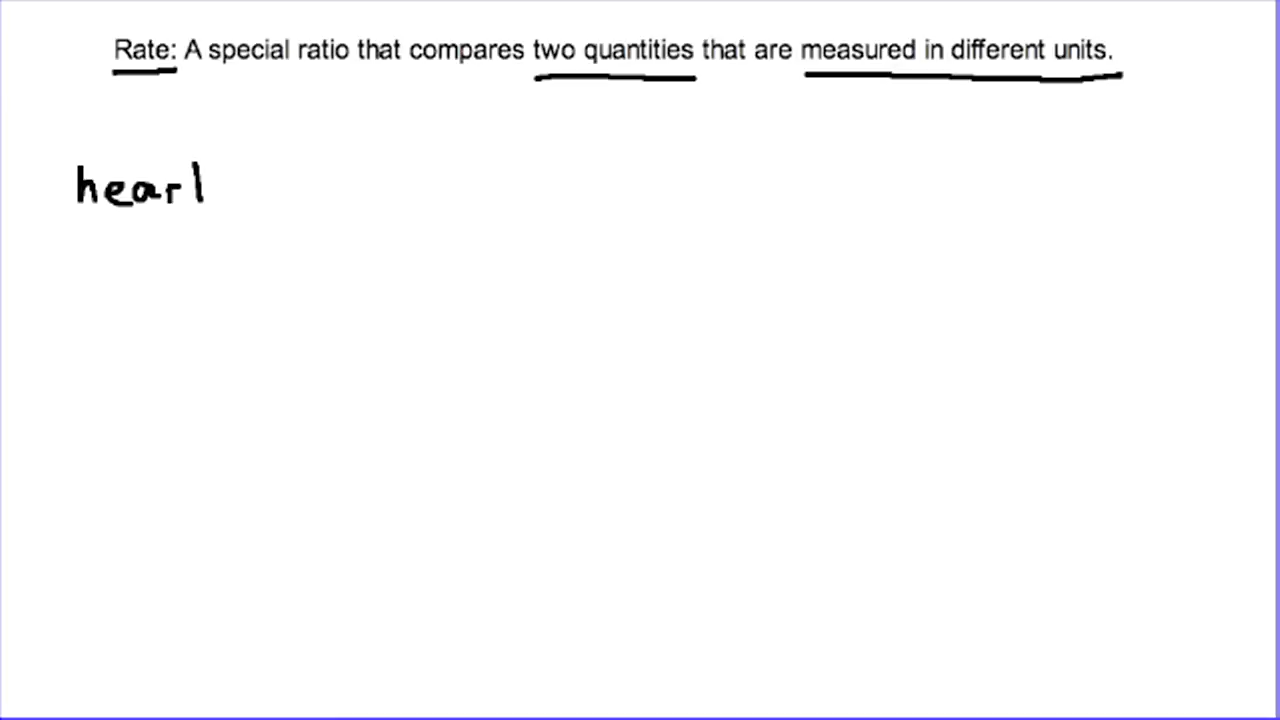 Rate: A special ratio that compares two quantities that are measured in different units.
hearl